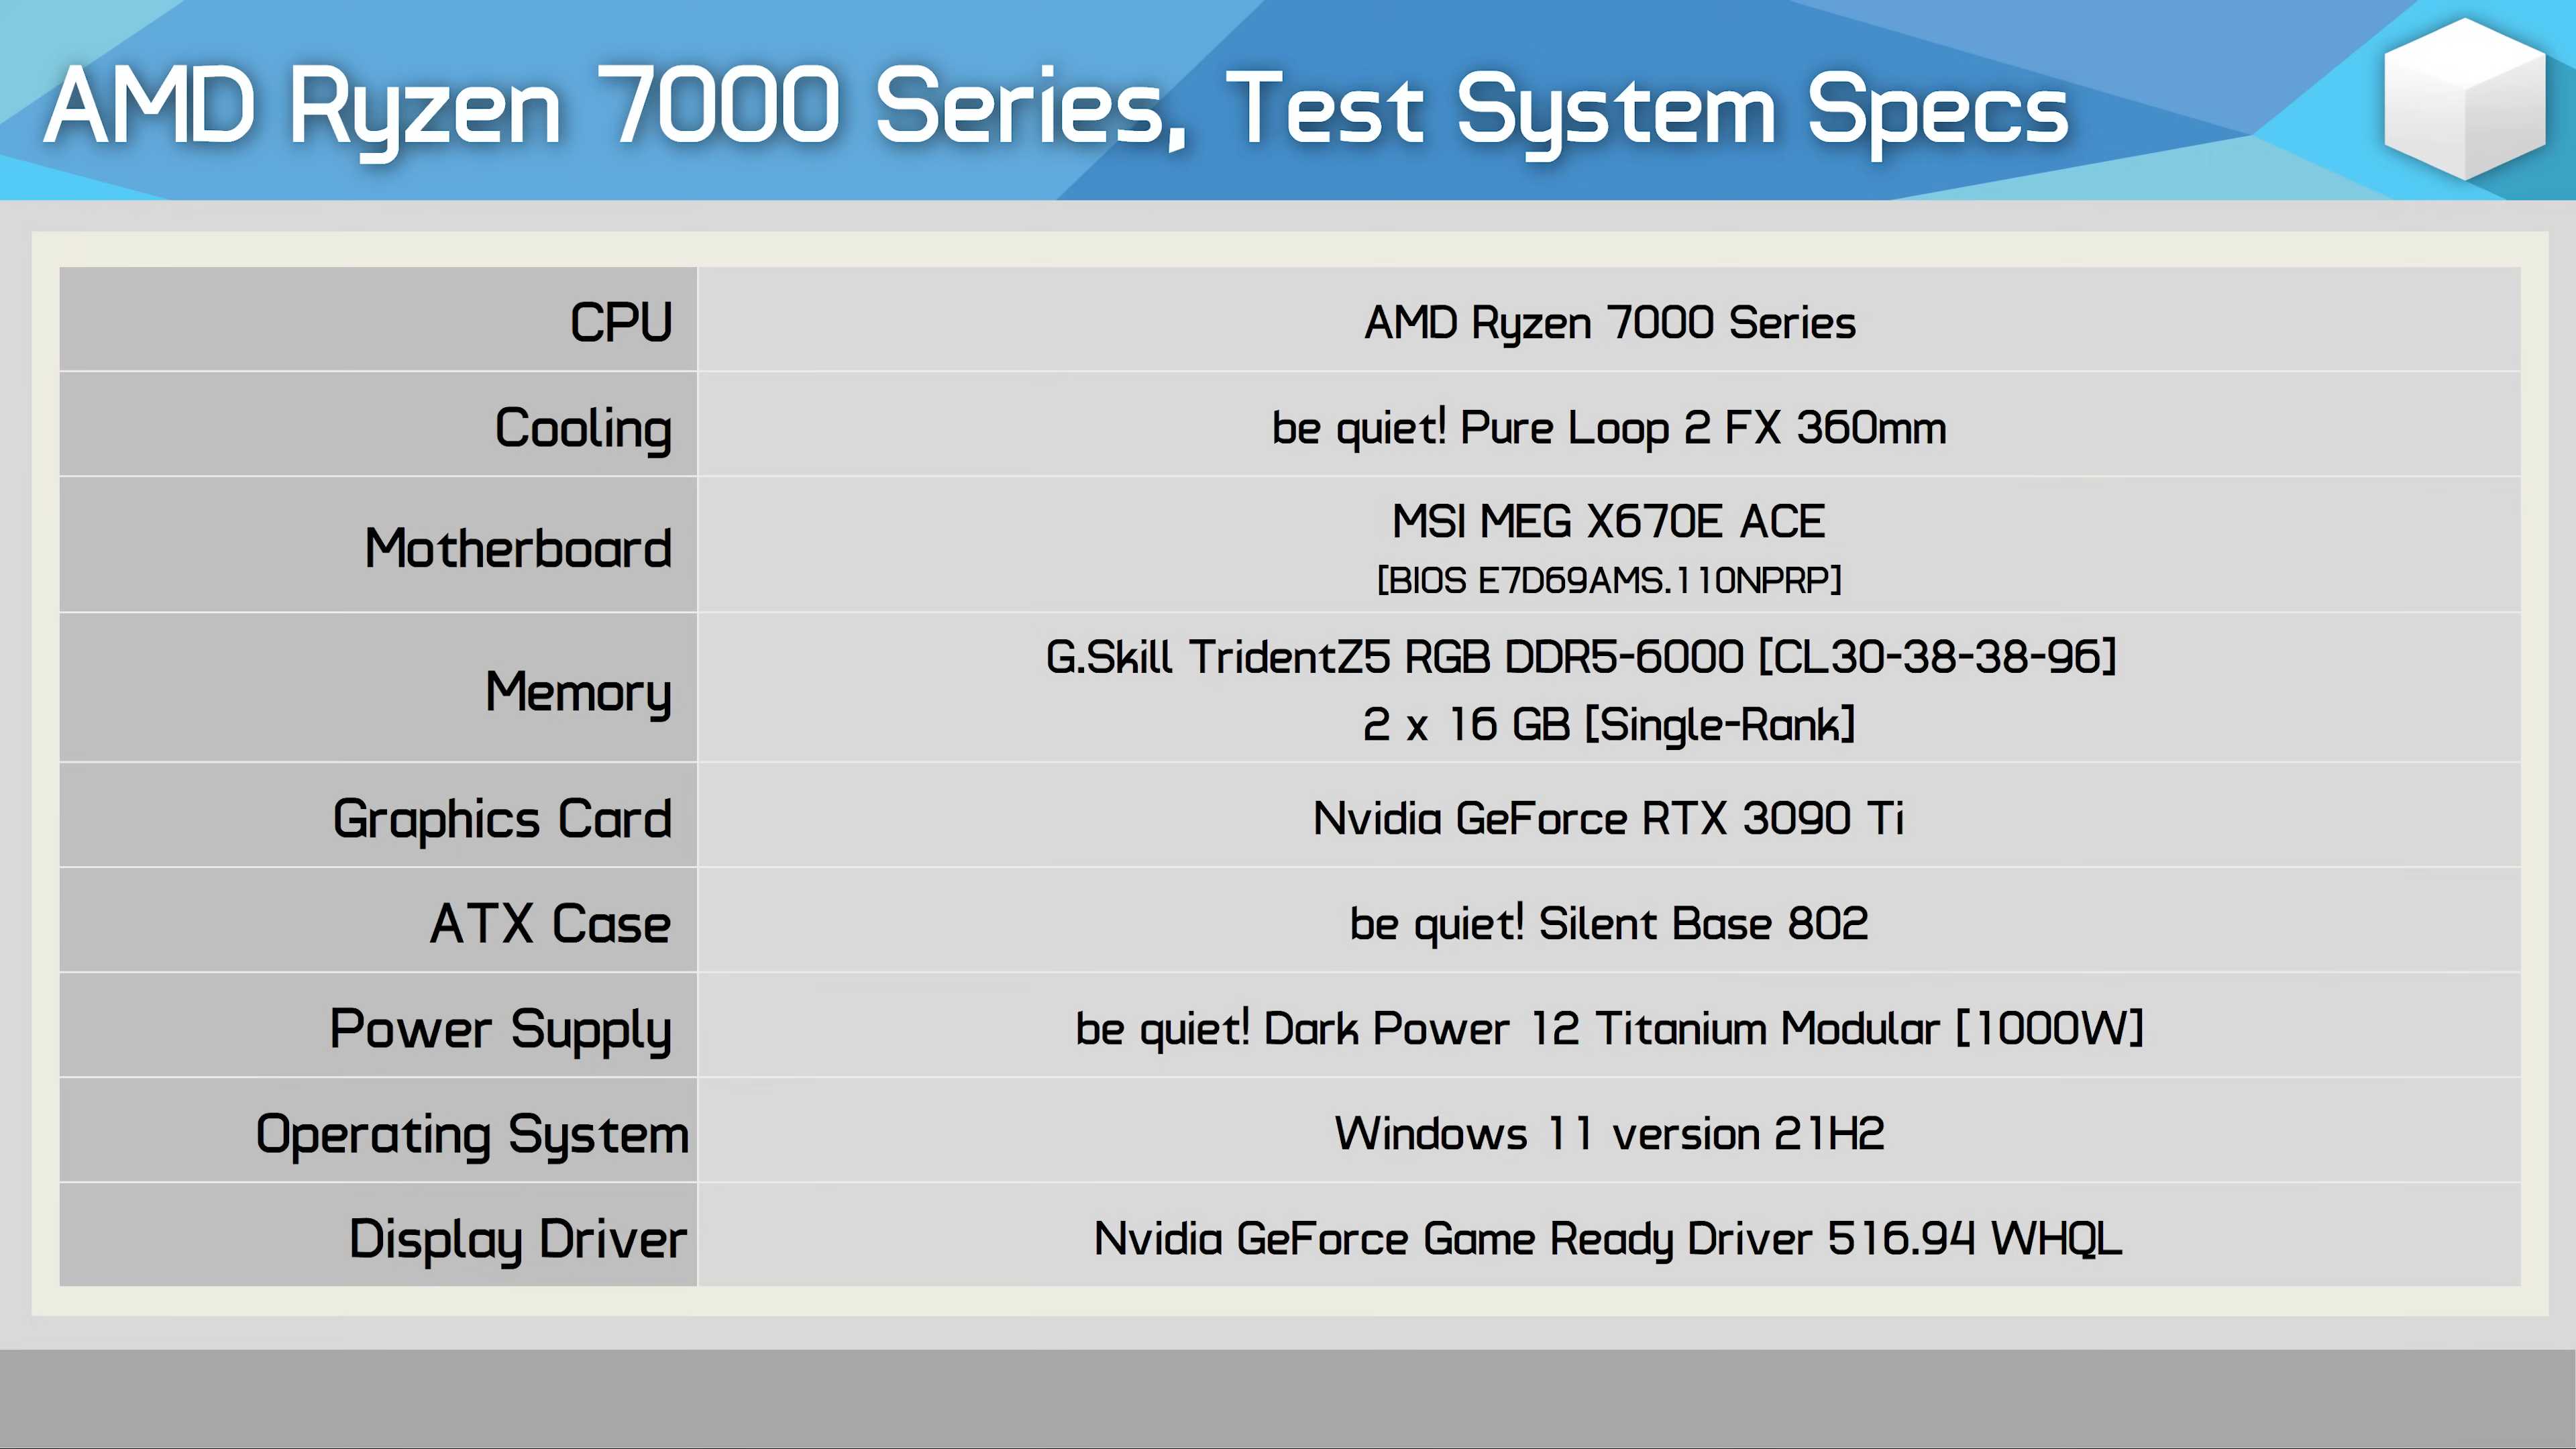 AMD Ryzen 7000 Series, Test System Specs
CPU
AMD Ryzen 7000 Series
Cooling
be quiet! Pure Loop 2 FX 360mm
Motherboard
MSI MEG X670E ACE
[BIOS E7D69AMS.110NPRP]
Memory
G.Skill TridentZ5 RGB DDR5-6000 [CL30-38-38-96]
2 x 16 GB [Single-Rank]
Graphics Card
Nvidia GeForce RTX 3090 Ti
ATX Case
be quiet! Silent Base 802
Power Supply
be quiet! Dark Power 12 Titanium Modular [1000W]
Operating System
Windows 11 version 21H2
Display Driver
Nvidia GeForce Game Ready Driver 516.94 WHQL